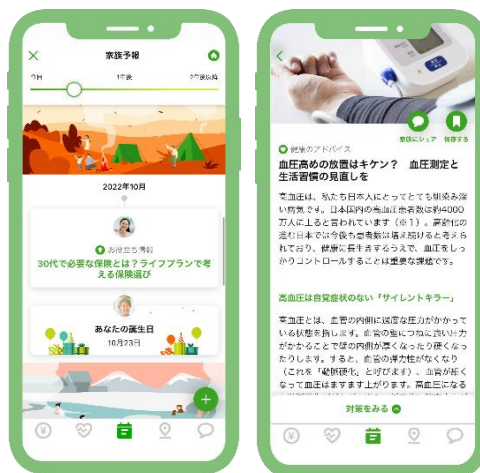 家族予報
今日
1年後
2年後以降
2022年10月
お役立ち情報
30代で必要な保険とは？ライフプランで考
える保険選び
あなたの誕生日
10月23日
家族にシェア
保存する
健康のアドバイス
血圧高めの放置はキケン？ 血圧測定と
生活習慣の見直しを
高血圧は、私たち日本人にとってとても馴染み深
い病気です。日本国内の高血圧患者数は約4000
万人に上ると言われています（※1）。高齢化の
進む日本では今後も患者数は増え続けると考えら
れており、健康に長生きするうえで、血圧をしっ
かりコントロールすることは重要な課題です。
高血圧は自覚症状のない「サイレントキラー」
高血圧とは、血管の内側に過度な圧力がかかって
いる状態を指します。血管の壁につねに強い圧力
がかかることで壁の内側が厚くなったり硬くなっ
たりします。すると、血管の弾力性がなくなり
（これを「動脈硬化」と呼びます）、血管が細く
なって血圧はますます上がります。高血圧になる
対策をみる